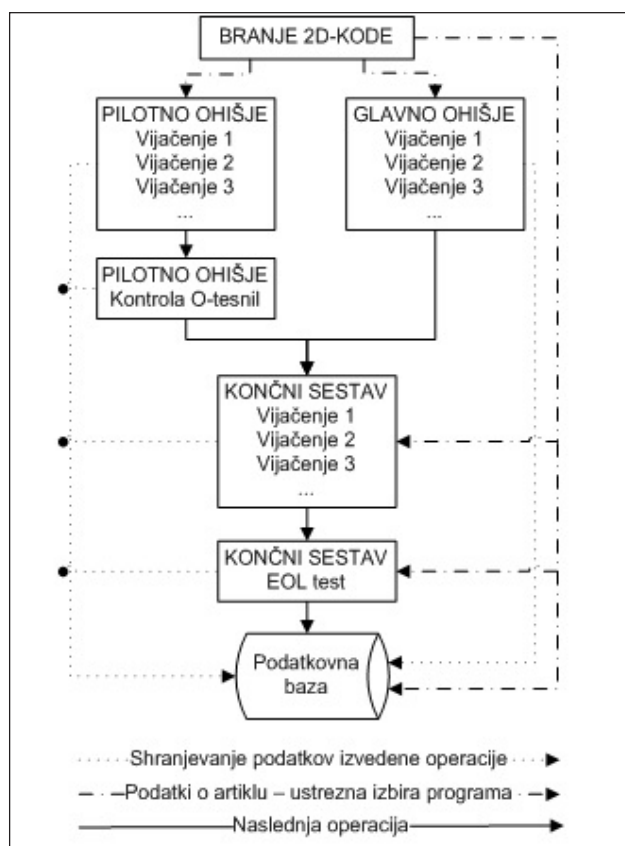 BRANJE 2D-KODE
PILOTNO OHIŠJE
Vijačenje 1
Vijačenje 2
Vijačenje 3
...
GLAVNO OHIŠJE
Vijačenje 1
Vijačenje 2
Vijačenje 3
...
PILOTNO OHIŠJE
Kontrola O-tesnil
KONČNI SESTAV
Vijačenje 1
Vijačenje 2
Vijačenje 3
...
KONČNI SESTAV
EOL test
Podatkovna
baza
Shranjevanje podatkov izvedene operacije
Podatki o artiklu – ustrezna izbira programa
Naslednja operacija